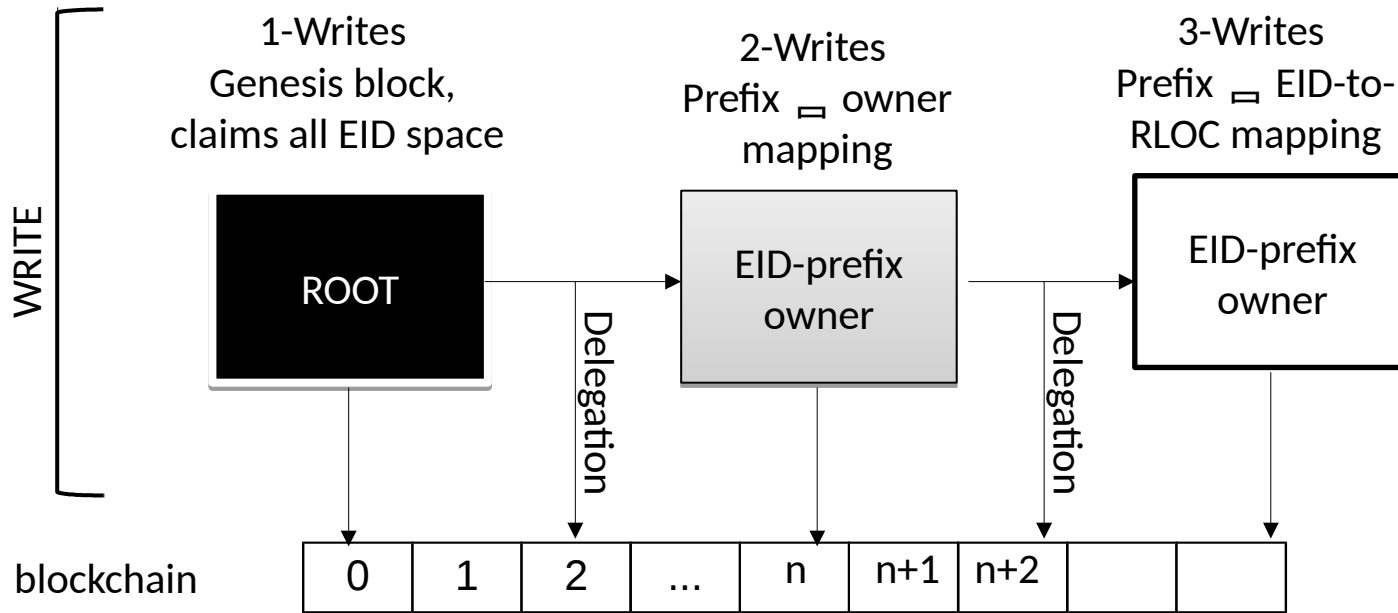 1-Writes
Genesis block,
claims all EID space
2-Writes
Prefix owner
mapping
3-Writes
Prefix EID-to-
RLOC mapping
WRITE
ROOT
EID-prefix
owner
EID-prefix
owner
Delegation
Delegation
blockchain
0 1 2 ... n n+1 n+2